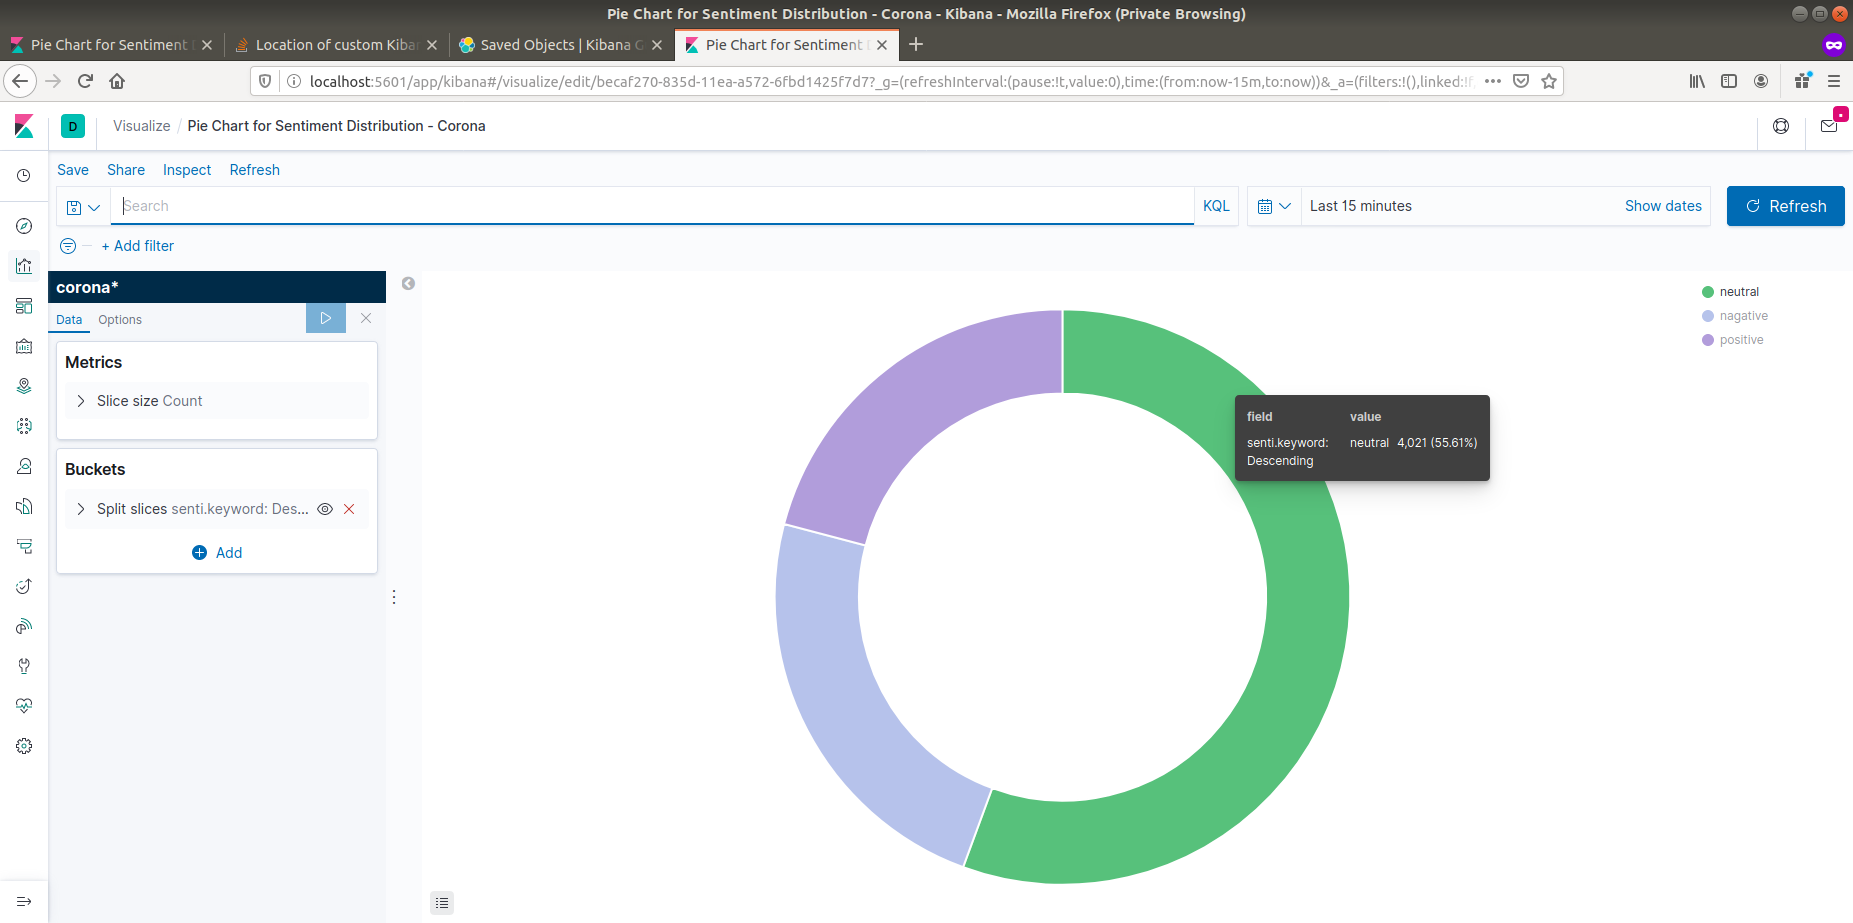 Pie Chart for Sentiment Distribution - Corona - Kibana - Mozilla Firefox (Private Browsing)
Pie Chart for Sentiment
Location of custom Kiba
Saved Objects | Kibana G
Pie Chart for Sentiment
localhost:5601/app/kibana#/visualize/edit/becaf270-835d-11ea-a572-6fbd1425f7d7?_g=(refreshInterval:(pause:!t,value:0),time:(from:now-15m,to:now))&_a=(filters:!(),linked:!f,
D
Visualize / Pie Chart for Sentiment Distribution - Corona
Save Share Inspect Refresh
Search
KQL
Last 15 minutes
Show dates
Refresh
+ Add filter
corona*
Data Options
Metrics
Slice size Count
Buckets
Split slices senti.keyword: Des...
Add
neutral
nagative
positive
field value
senti.keyword: neutral 4,021 (55.61%)
Descending